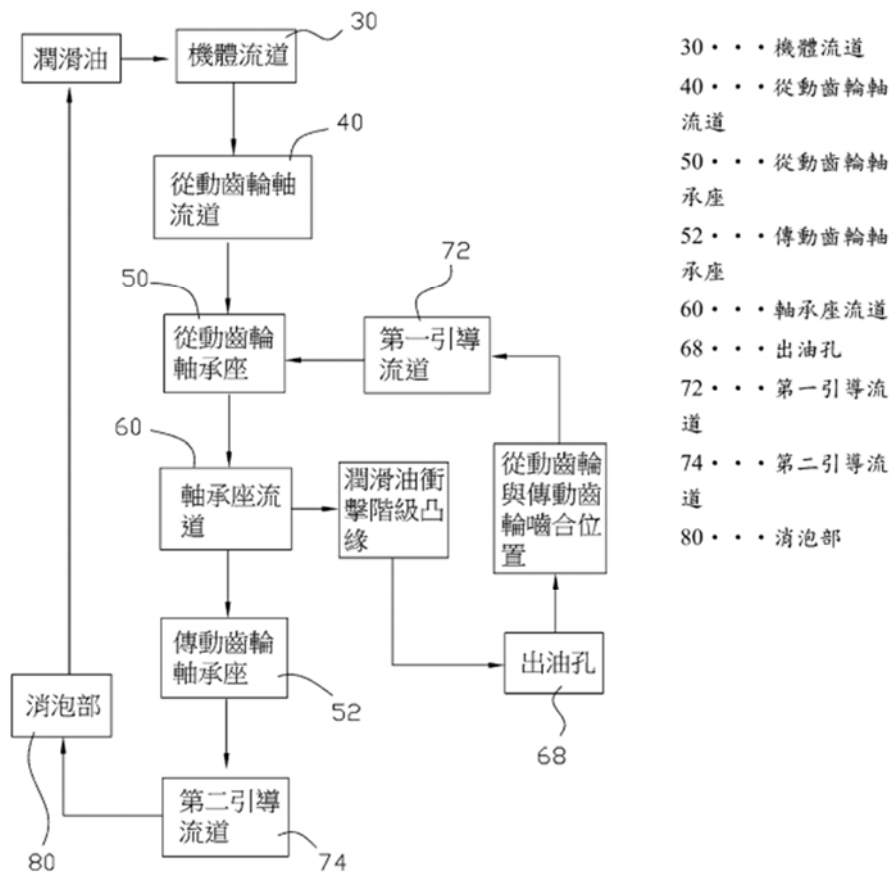 30
潤滑油
機體流道
40
從動齒輪軸
流道
50
72
從動齒輪
軸承座
第一引導
流道
60
軸承座流
道
潤滑油衝
擊階級凸
緣
從動齒輪
與傳動齒
輪嚙合位
置
傳動齒輪
軸承座
52
出油孔
68
消泡部
80
第二引導
流道
74
30・・・機體流道
40・・・從動齒輪軸
流道
50・・・從動齒輪軸
承座
52・・・傳動齒輪軸
承座
60・・・軸承座流道
68・・・出油孔
72・・・第一引導流
道
74・・・第二引導流
道
80・・・消泡部